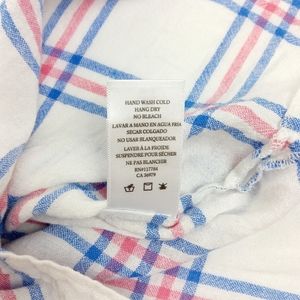 HAND WASH COLD
HANG DRY
NO BLEACH
LAVAR A MANO EN AGUA FRIA
SECAR COLGADO
NO USAR BLANQUEADOR
LAVER À LA FROIDE
SUSPENDRE POUR SÉCHER
NE PAS BLANCHIR
RN#117784
CA 36979